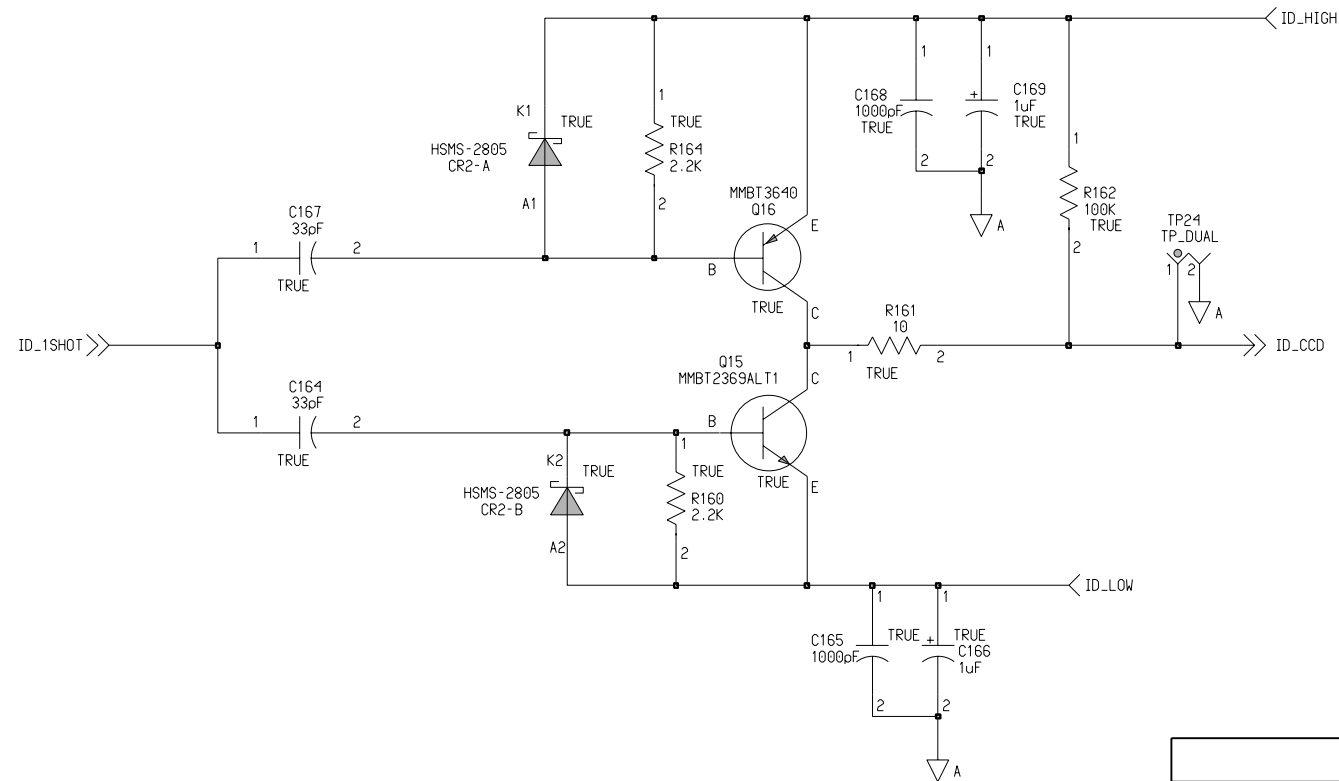 ID_HIGH
1
1
C168
1000pF
TRUE
+
C169
1uF
TRUE
2
2
A
1
R162
100K
TRUE
2
K1
TRUE
HSMS-2805
CR2-A
A1
1
TRUE
R164
2.2K
2
MMBT3640
Q16
E
B
TRUE
C
C167
33pF
1
2
TRUE
TP24
TP_DUAL
1
2
A
ID_1SHOT
R161
10
1
2
TRUE
ID_CCD
Q15
MMBT2369ALT1
C
B
TRUE
E
C164
33pF
1
2
TRUE
K2
TRUE
HSMS-2805
CR2-B
A2
1
TRUE
R160
2.2K
2
ID_LOW
1
1
C165
1000pF
TRUE
TRUE
+
C166
1uF
2
2
A